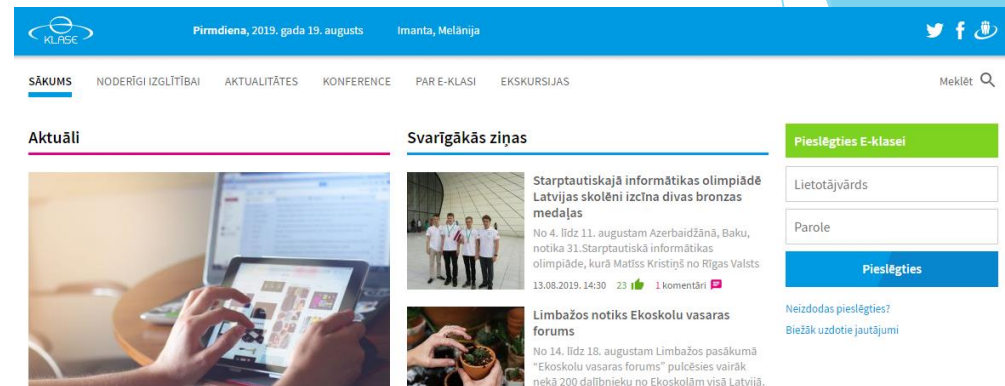 KLASE
Pirmdiena, 2019. gada 19. augusts
Imanta, Melānija
SĀKUMS
NODERĪGI IZGLĪTĪBAI
AKTUALITĀTES
KONFERENCE
PAR E-KLASI
EKSKURSIJAS
Meklēt
Aktuāli
Svarīgākās ziņas
Starptautiskajā informātikas olimpiādē
Latvijas skolēni izcīna divas bronzas
medaļas
No 4. līdz 11. augustam Azerbaidžānā, Baku,
notika 31.Starptautiskā informātikas
olimpiāde, kurā Matīss Kristiņš no Rīgas Valsts
13.08.2019. 14:30 23 1 komentāri
Limbažos notiks Ekoskolu vasaras
forums
No 14. līdz 18. augustam Limbažos pasākumā
"Ekoskolu vasaras forums" pulcēsies vairāk
nekā 200 dalībnieku no Ekoskolām visā Latvijā.
Pieslēgties E-klasei
Lietotājvārds
Parole
Pieslēgties
Neizdodas pieslēgties?
Biežāk uzdotie jautājumi